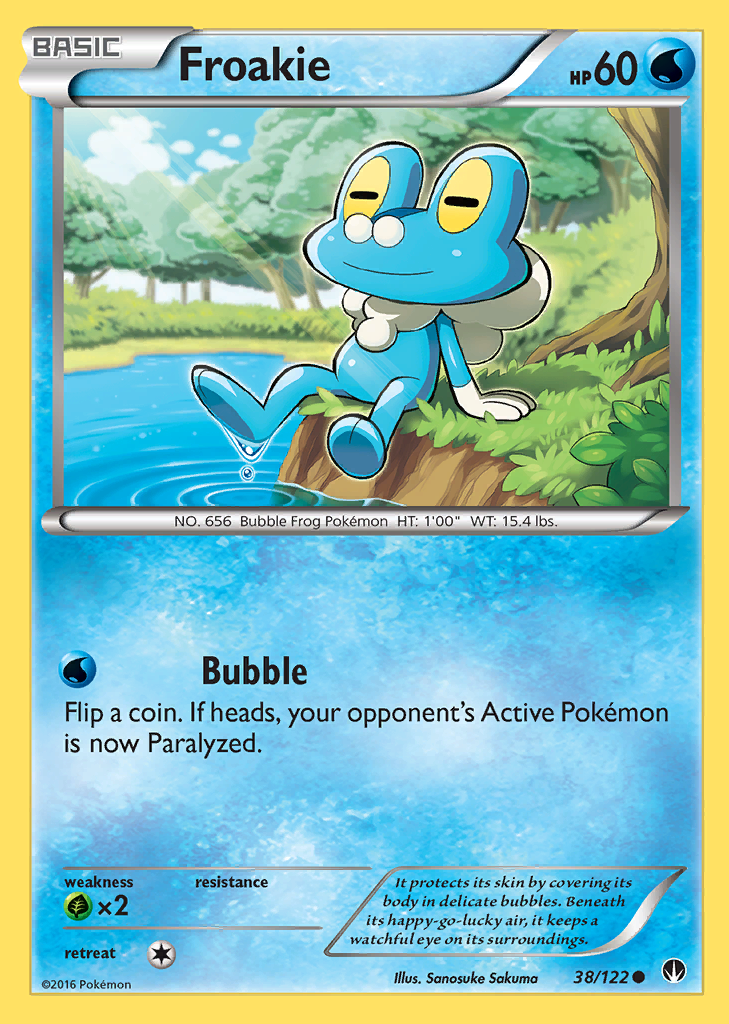 BASIC
Froakie
HP60
NO. 656 Bubble Frog Pokémon HT: 1'00" WT: 15.4 lbs.
Bubble
Flip a coin. If heads, your opponent's Active Pokémon
is now Paralyzed.
weakness
resistance
×2
It protects its skin by covering its
body in delicate bubbles. Beneath
its happy-go-lucky air, it keeps a
watchful eye on its surroundings.
retreat
©2016 Pokémon
Illus. Sanosuke Sakuma
38/122